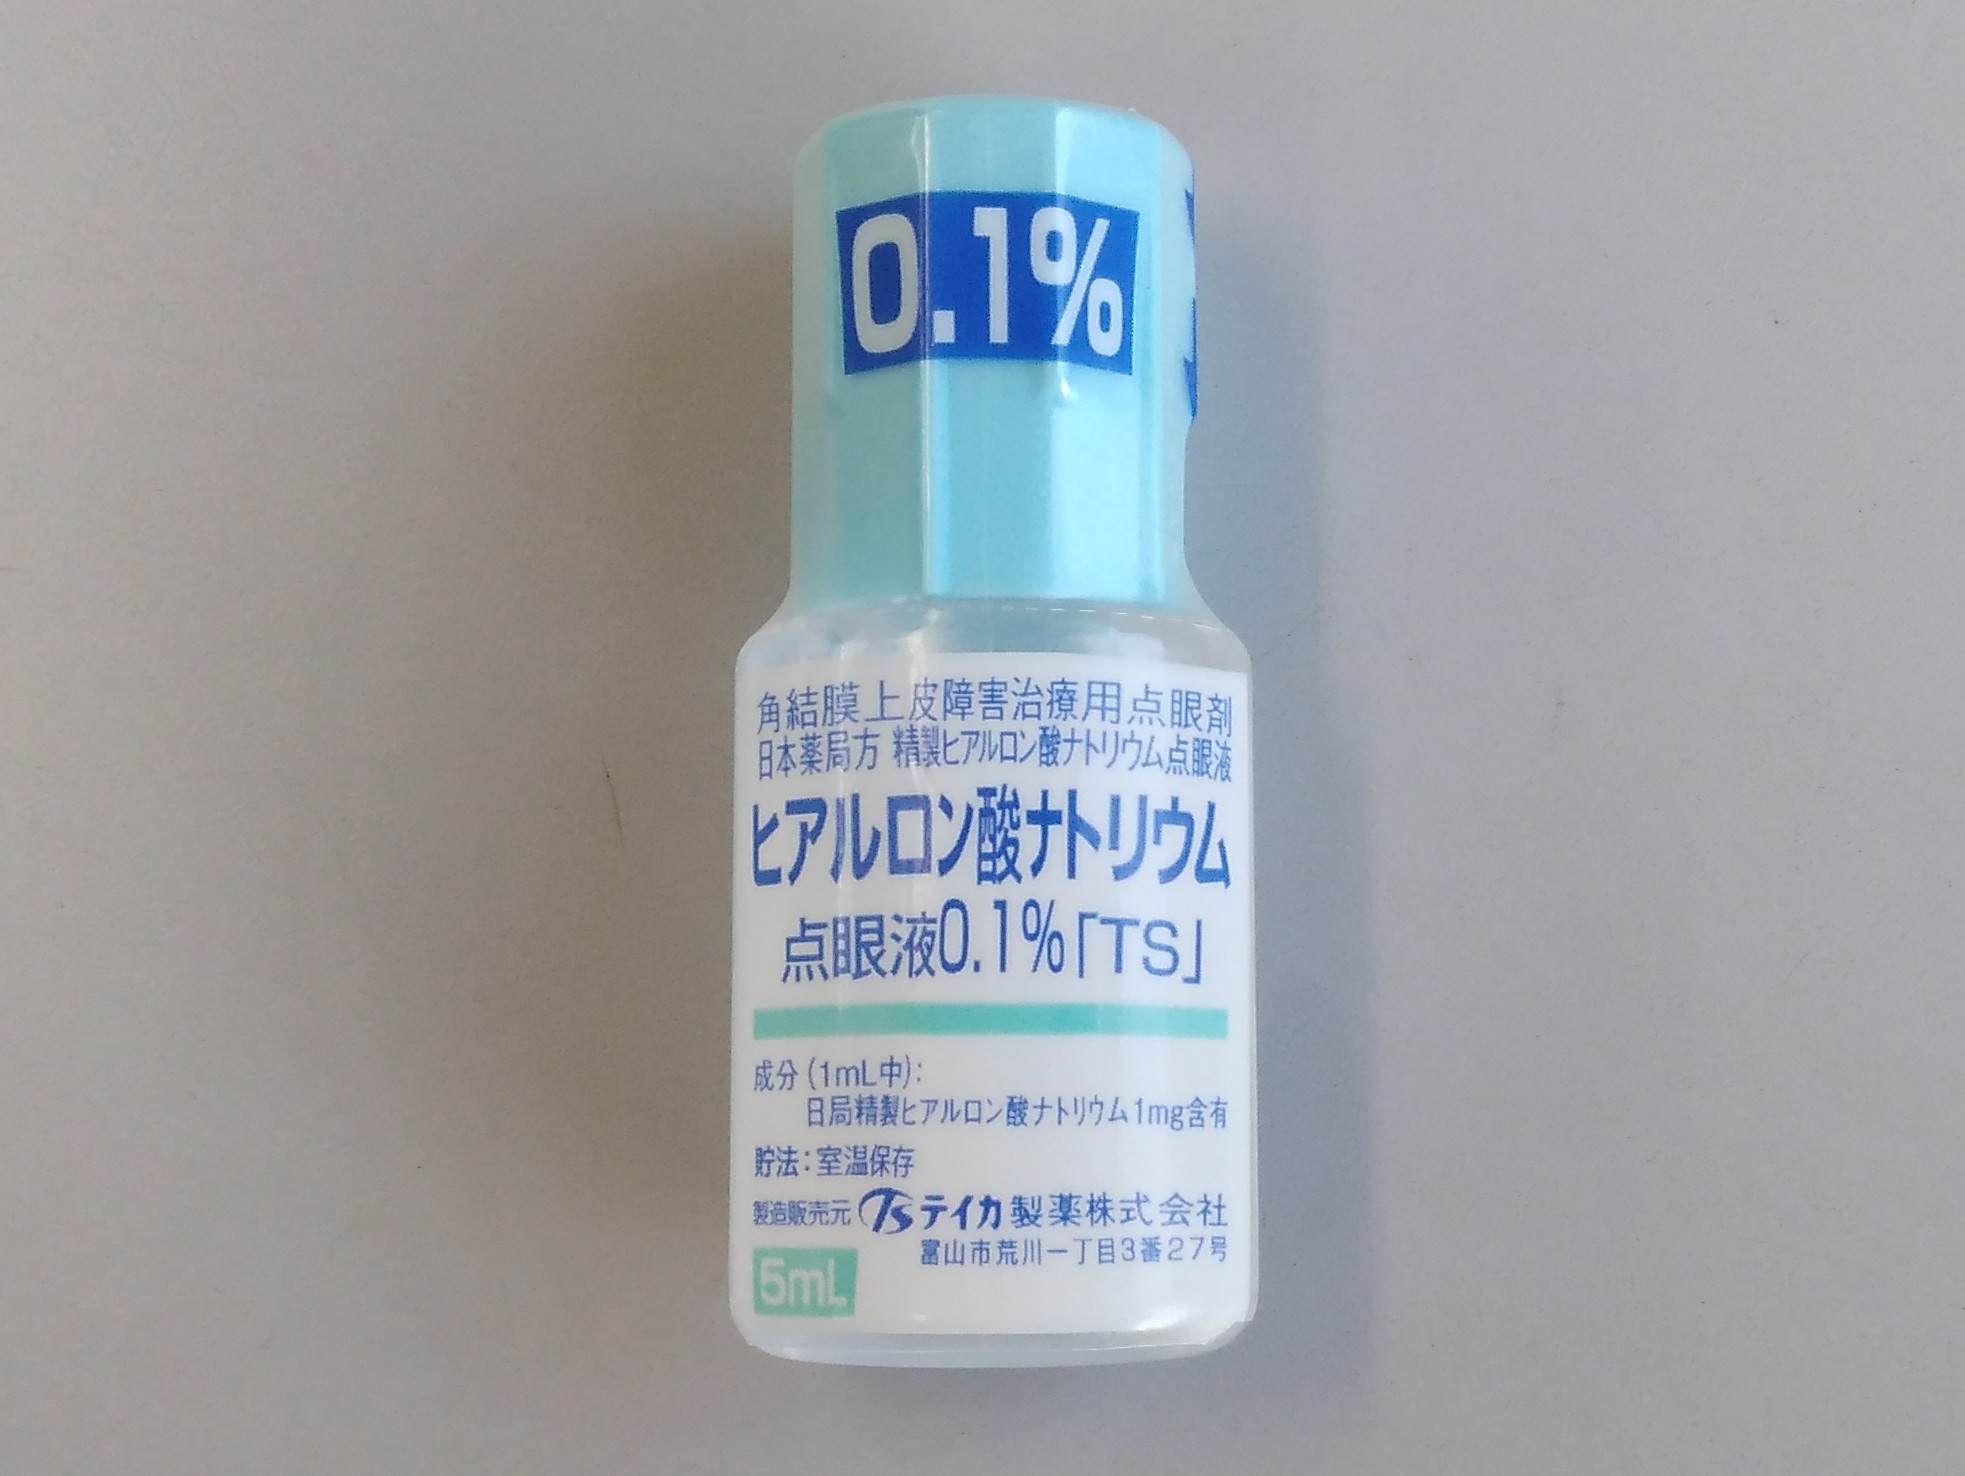 0.1%
角結膜上皮障害治療用点眼剤
日本薬局方 精製ヒアルロン酸ナトリウム点眼液
ヒアルロン酸ナトリウム
点眼液0.1%「TS」
成分(1mL中):
日局精製ヒアルロン酸ナトリウム1mg含有
貯法:室温保存
製造販売元 TSテイカ製薬株式会社
富山市荒川一丁目3番27号
5mL